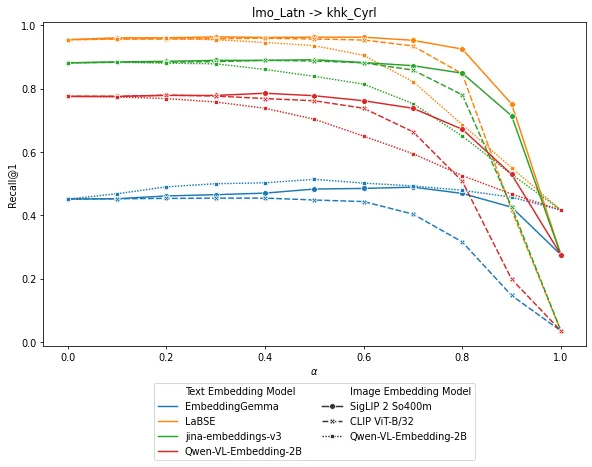 lmo_Latn -> khk_Cyrl
Recall@1
1.0
0.8
0.6
0.4
0.2
0.0
0.0 0.2 0.4 0.6 0.8 1.0
α
Text Embedding Model
EmbeddingGemma
LaBSE
jina-embeddings-v3
Qwen-VL-Embedding-2B
Image Embedding Model
SigLIP 2 So400m
CLIP ViT-B/32
Qwen-VL-Embedding-2B